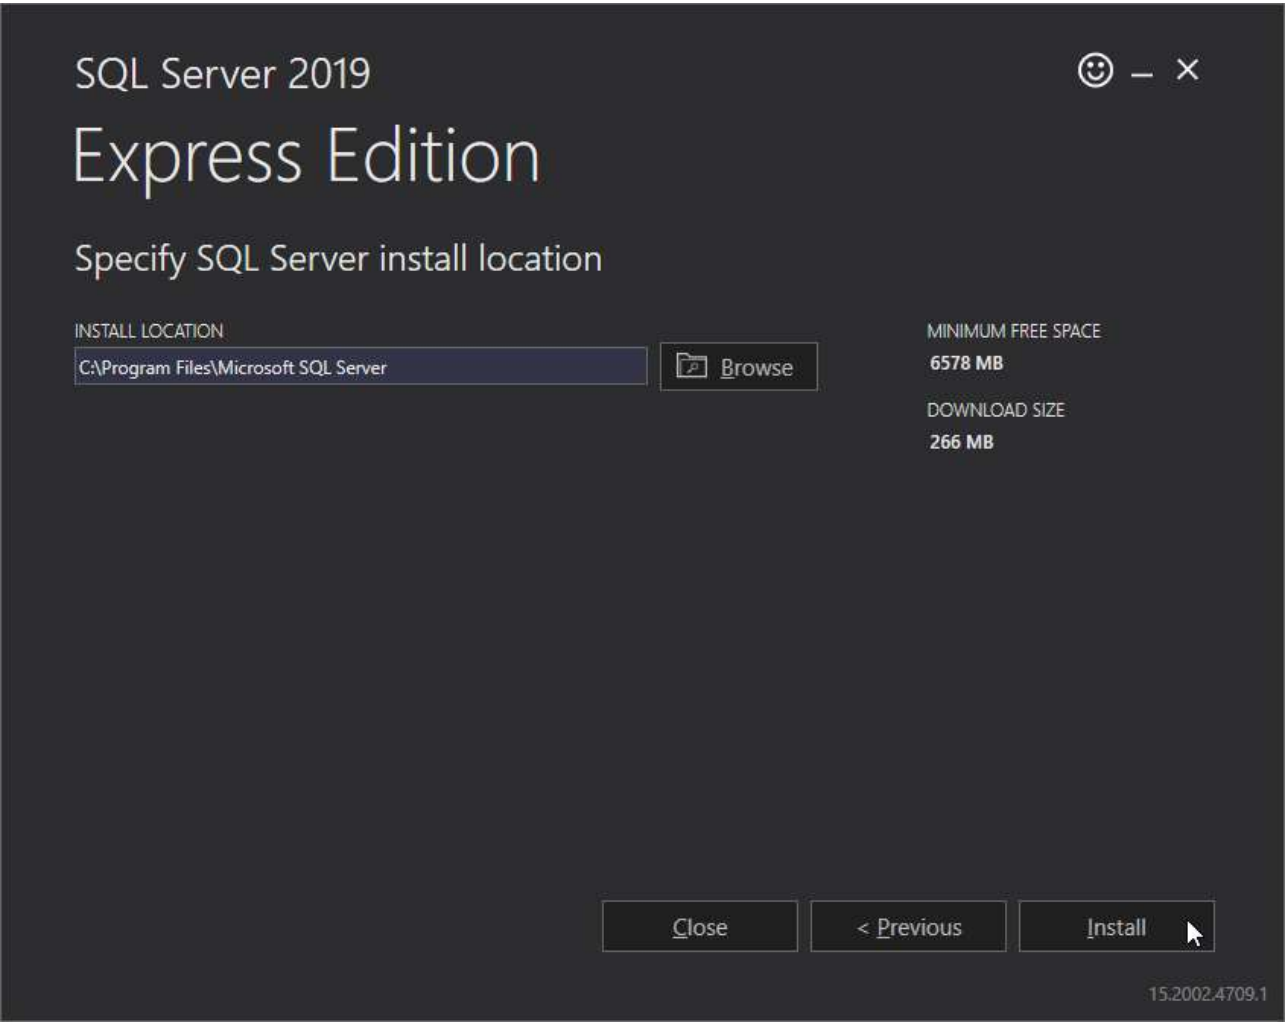 SQL Server 2019
Express Edition
Specify SQL Server install location
INSTALL LOCATION
C:\Program Files\Microsoft SQL Server
Browse
MINIMUM FREE SPACE
6578 MB
DOWNLOAD SIZE
266 MB
Close
< Previous
Install
15.2002.4709.1